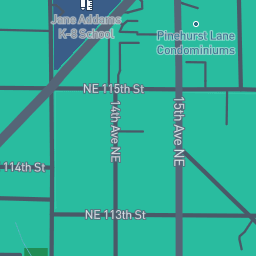 Jane Addams
K-8 School
Pinehurst Lane
Condominiums
NE 115th St
14th Ave NE
15th Ave NE
114th St
NE 113th St